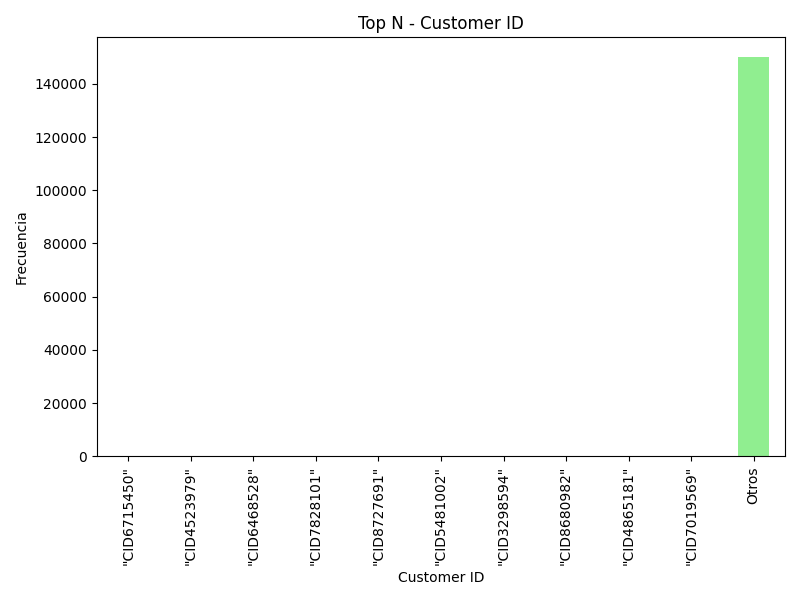 Top N - Customer ID
Frecuencia
140000
120000
100000
80000
60000
40000
20000
0
"CID6715450"
"CID4523979"
"CID6468528"
"CID7828101"
"CID8727691"
"CID5481002"
"CID3298594"
"CID8680982"
"CID4865181"
"CID7019569"
Otros
Customer ID